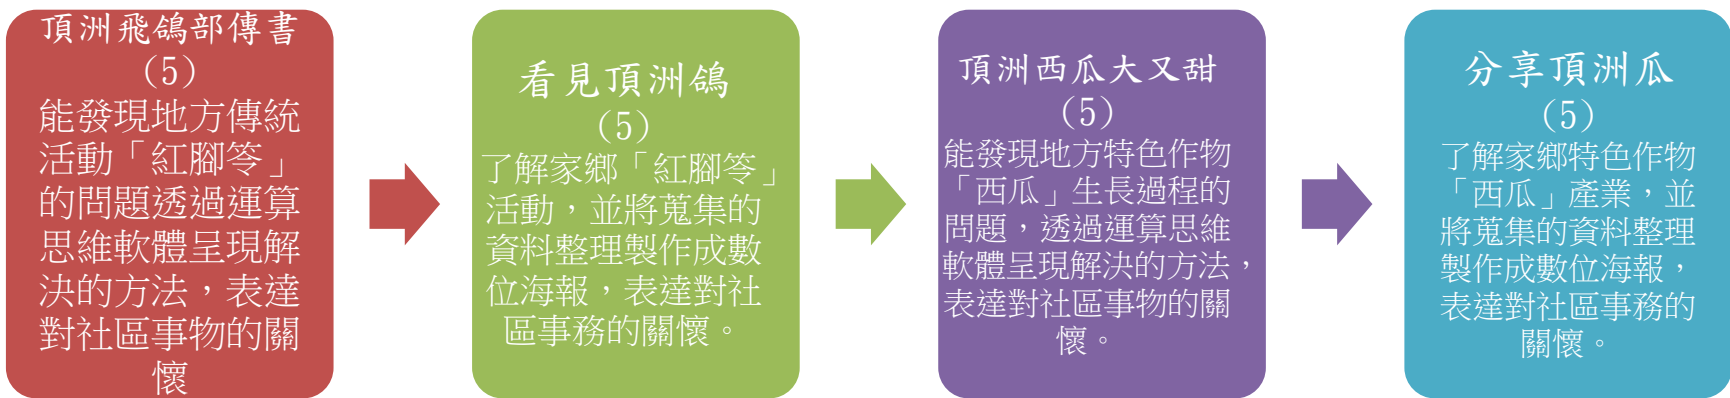 頂洲飛鴿部傳書
(5)
能發現地方傳統
活動「紅腳笭」
的問題透過運算
思維軟體呈現解
決的方法，表達
對社區事物的關
懷
看見頂洲鴿
(5)
了解家鄉「紅腳笭」
活動，並將蒐集的
資料整理製作成數
位海報，表達對社
區事務的關懷。
頂洲西瓜大又甜
(5)
能發現地方特色作物
「西瓜」生長過程的
問題，透過運算思維
軟體呈現解決的方法，
表達對社區事物的關
懷。
分享頂洲瓜
(5)
了解家鄉特色作物
「西瓜」產業，並
將蒐集的資料整理
製作成數位海報，
表達對社區事務的
關懷。